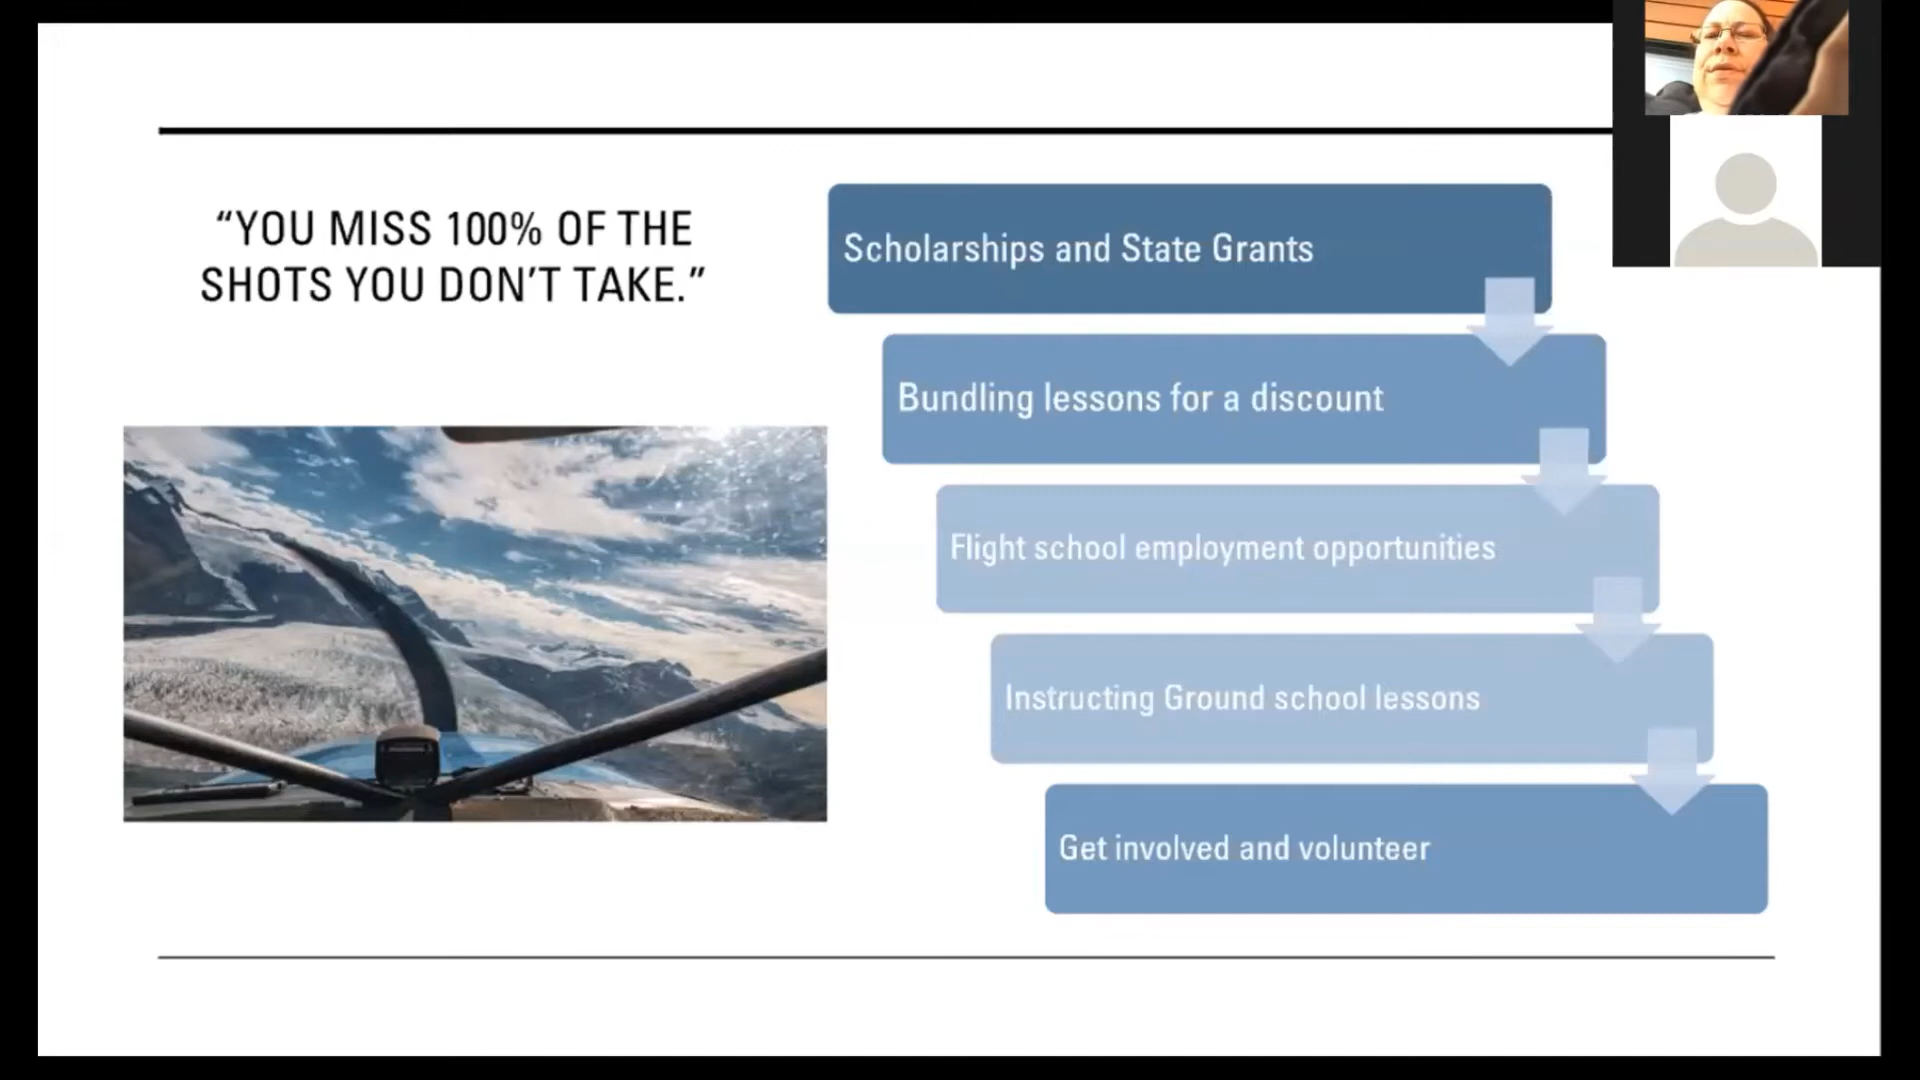 “YOU MISS 100% OF THE
SHOTS YOU DON’T TAKE.”
Scholarships and State Grants
Bundling lessons for a discount
Flight school employment opportunities
Instructing Ground school lessons
Get involved and volunteer